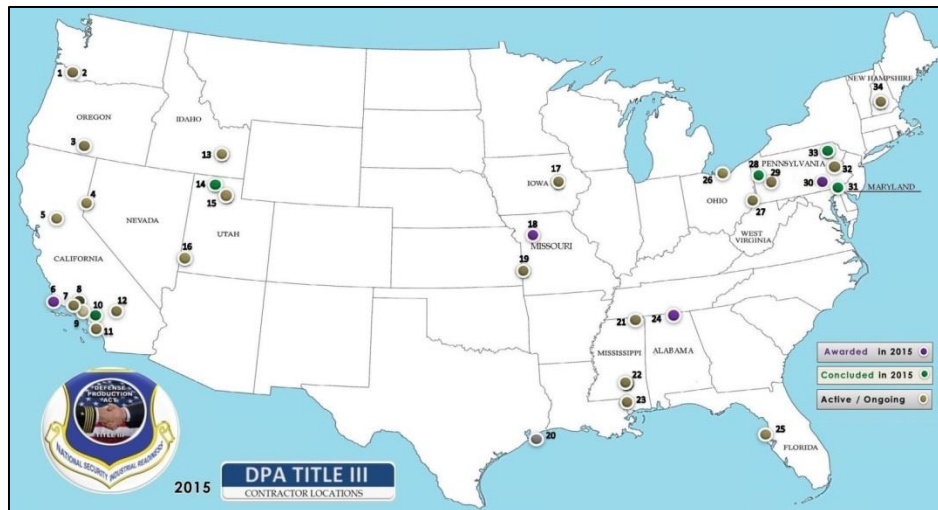 NEW HAMPSHIRE
34
1 2
OREGON
IDAHO
3
13
33
PENNSYLVANIA
28
29
32
26
17
IOWA
14
15
4
30
31
MARYLAND
OHIO
27
5
NEVADA
UTAH
18
WEST
VIRGINIA
MISSOURI
16
19
CALIFORNIA
6
7
8
9
10
11
12
21
24
MISSISSIPPI
ALABAMA
22
23
20
25
FLORIDA
Awarded in 2015
Concluded in 2015
Active / Ongoing
DEFENSE
PRODUCTION
ACT
TITLE III
NATIONAL SECURITY INDUSTRIAL READINESS
2015
DPA TITLE III
CONTRACTOR LOCATIONS